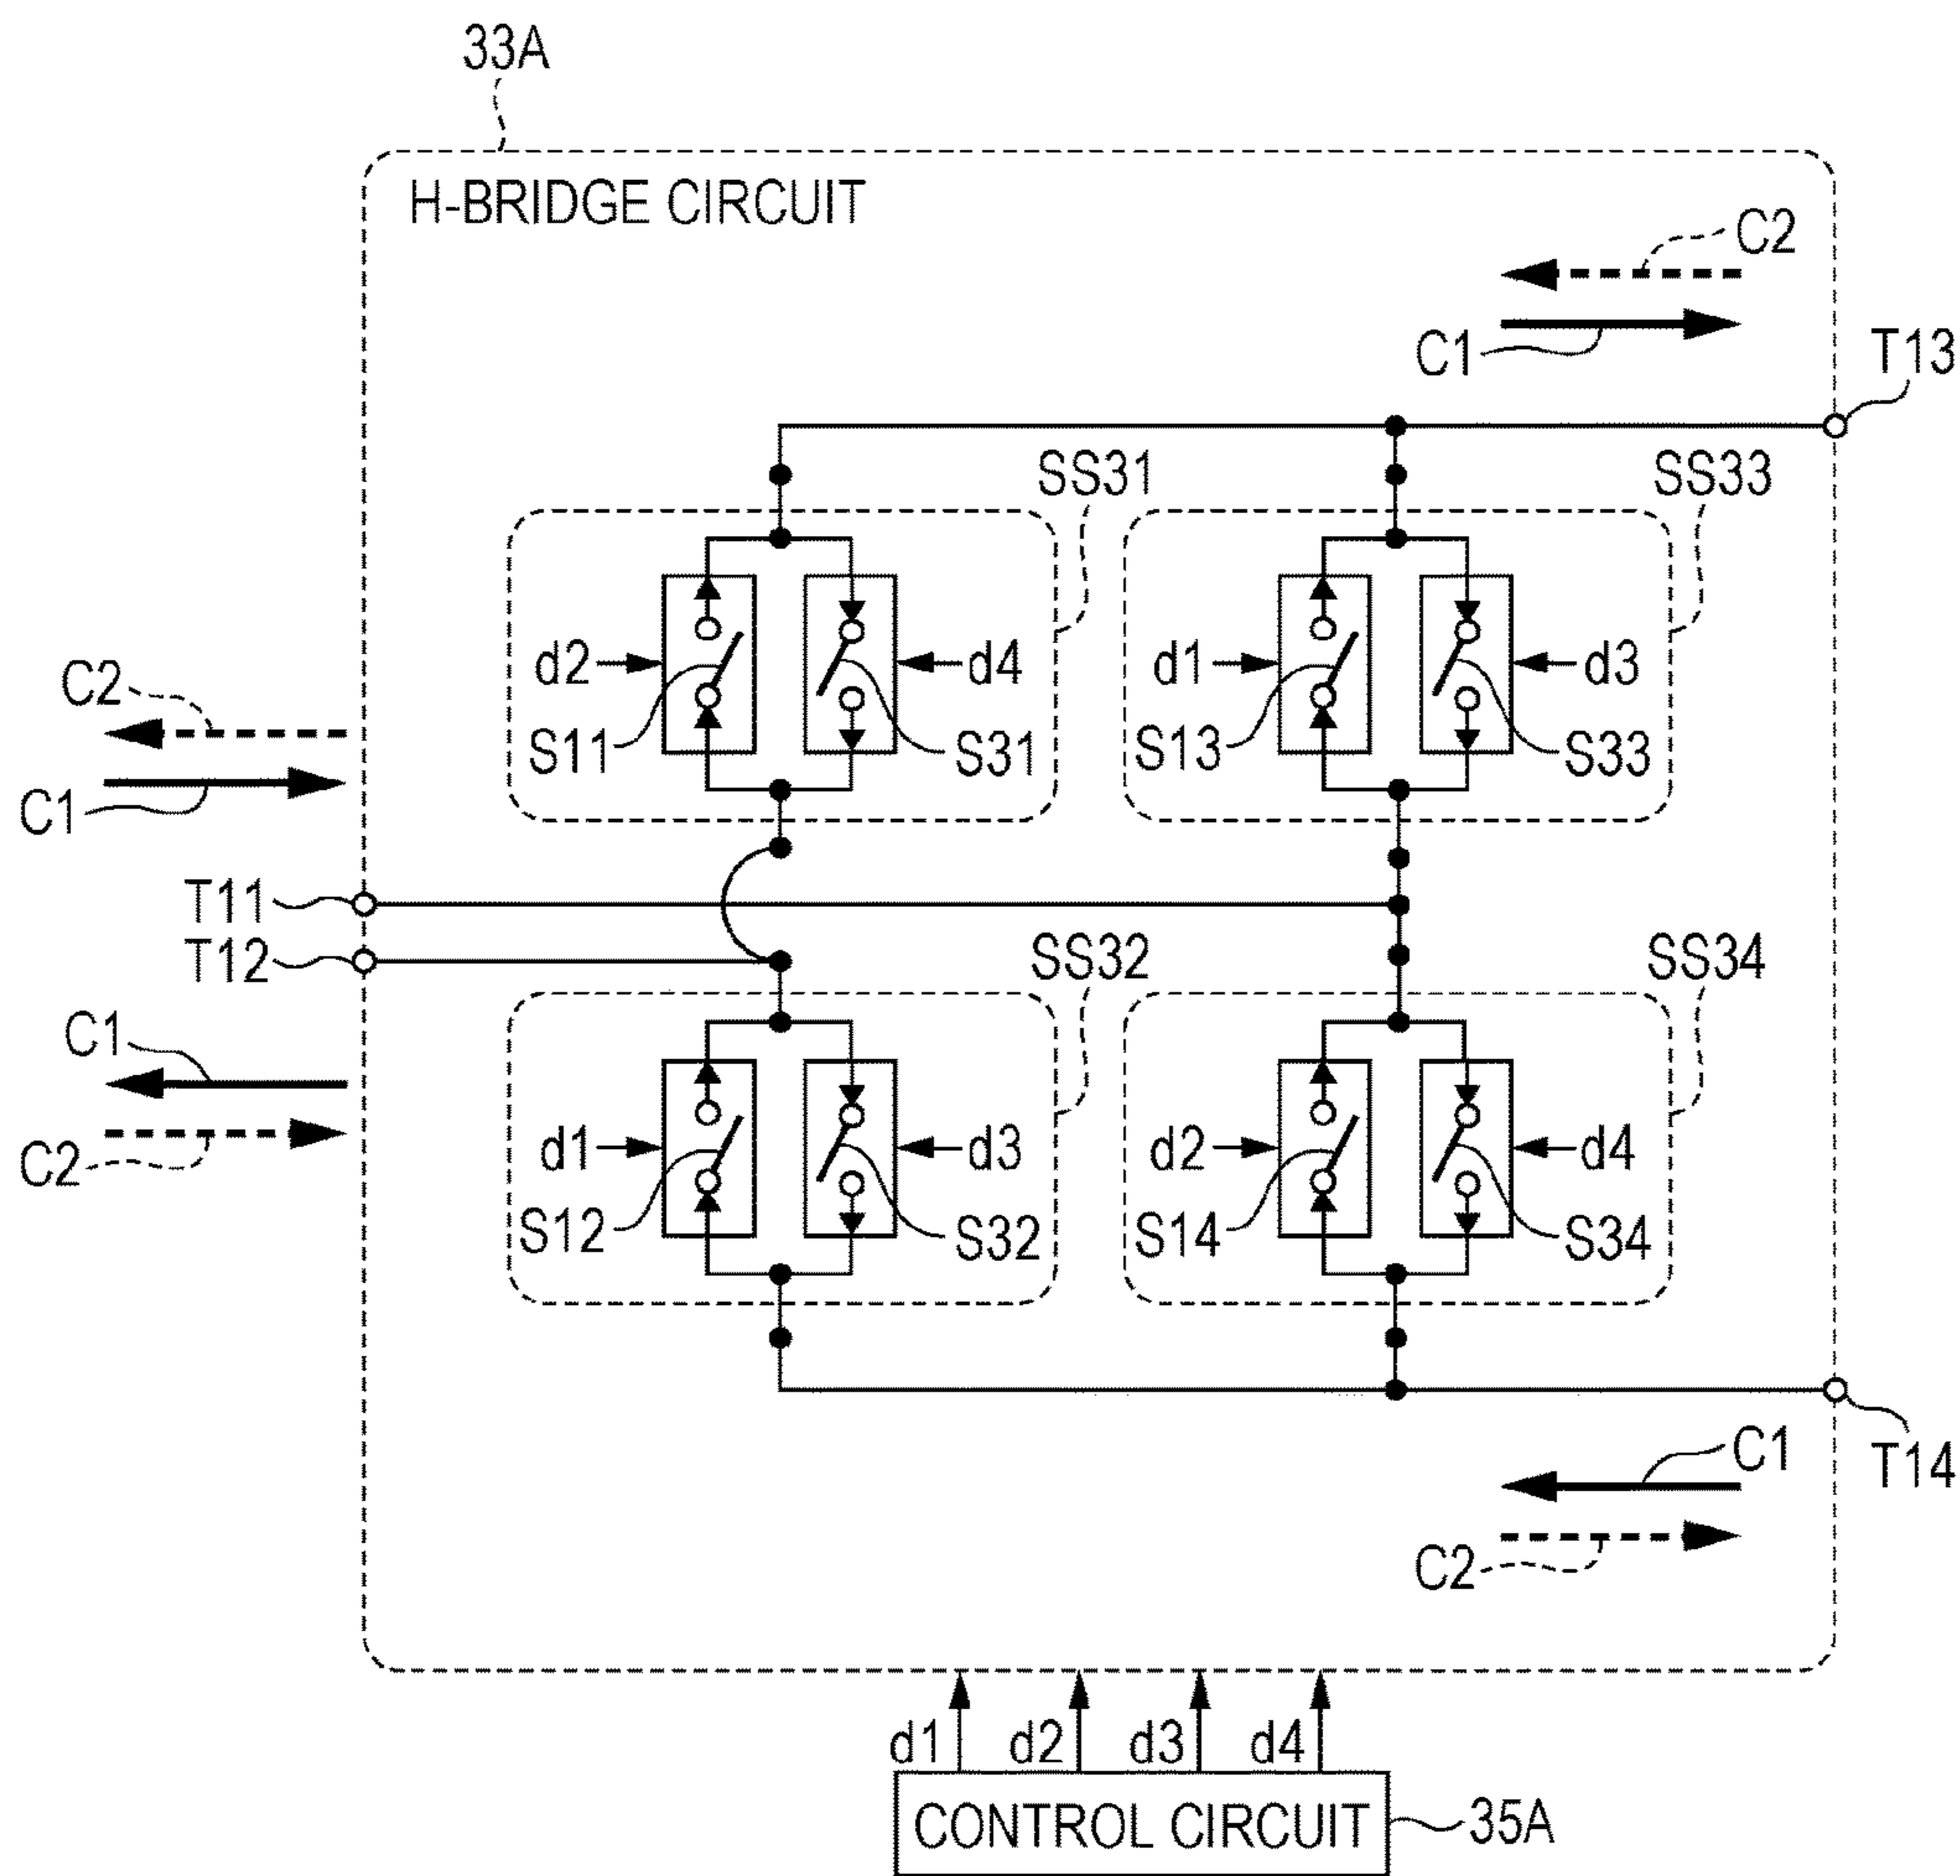 33A
H-BRIDGE CIRCUIT
C2
C1
T13
SS31
SS33
d2
d4
d1
d3
S11
S31
S13
S33
C2
C1
T11
T12
SS32
SS34
C1
C2
d1
d3
d2
d4
S12
S32
S14
S34
C1
C2
T14
d1
d2
d3
d4
CONTROL CIRCUIT
35A